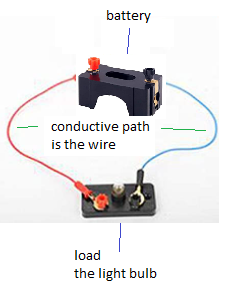 battery
conductive path
is the wire
load
the light bulb